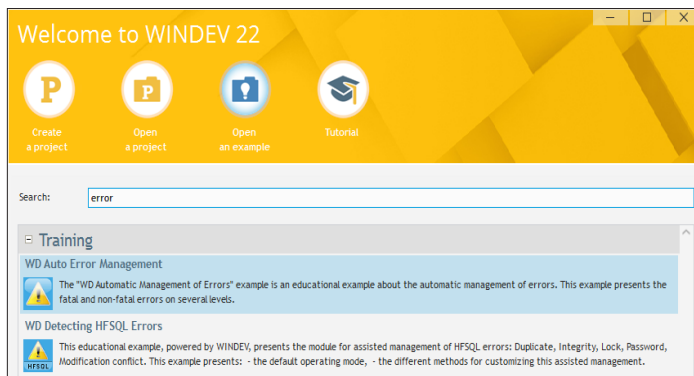 Welcome to WINDEV 22
P
P
Create
a project
Open
a project
Open
an example
Tutorial
Search:
error
Training
WD Auto Error Management
The "WD Automatic Management of Errors" example is an educational example about the automatic management of errors. This example presents the
fatal and non-fatal errors on several levels.
WD Detecting HFSQL Errors
This educational example, powered by WINDEV, presents the module for assisted management of HFSQL errors: Duplicate, Integrity, Lock, Password,
Modification conflict. This example presents: - the default operating mode, - the different methods for customizing this assisted management.
HFSQL